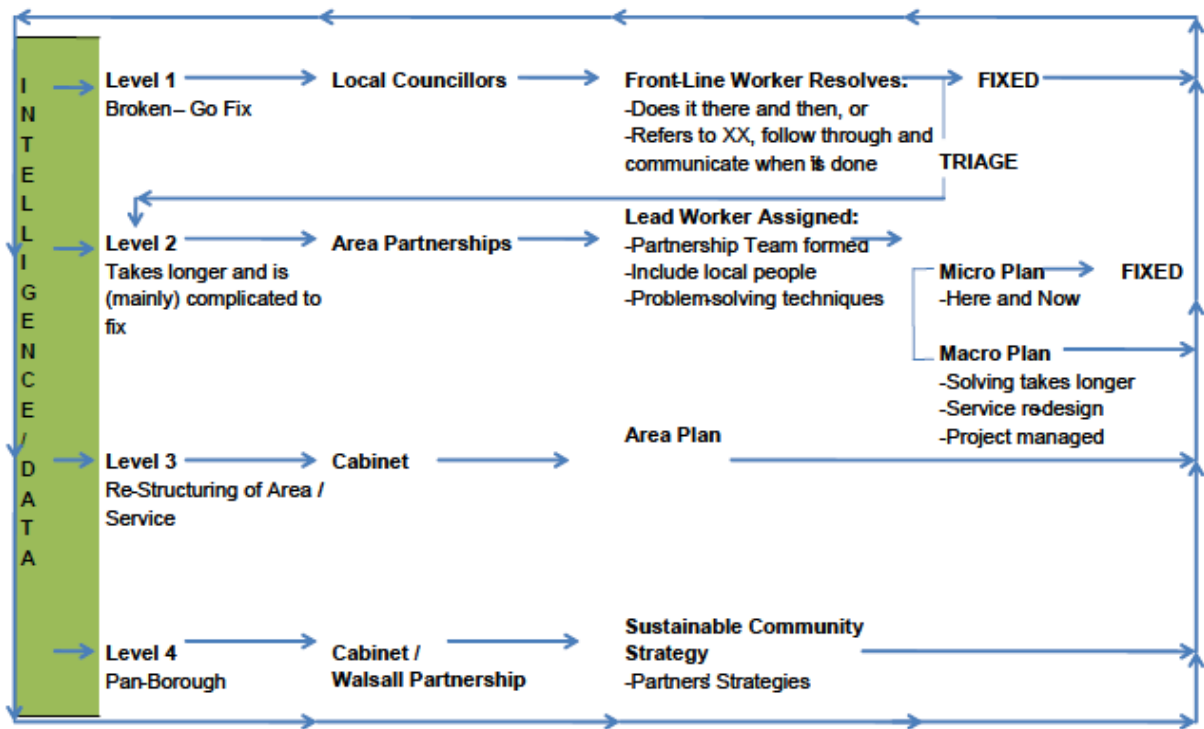 INTELLIGENCE/DATA
Level 1
Broken – Go Fix
Local Councillors
Front-Line Worker Resolves:
-Does it there and then, or
-Refers to XX, follow through and
communicate when it's done
FIXED
TRIAGE
Level 2
Takes longer and is
(mainly) complicated to
fix
Area Partnerships
Lead Worker Assigned:
-Partnership Team formed
-Include local people
-Problem-solving techniques
Micro Plan
-Here and Now
FIXED
Macro Plan
-Solving takes longer
-Service re-design
-Project managed
Level 3
Re-Structuring of Area /
Service
Cabinet
Area Plan
Level 4
Pan-Borough
Cabinet /
Walsall Partnership
Sustainable Community
Strategy
-Partners' Strategies